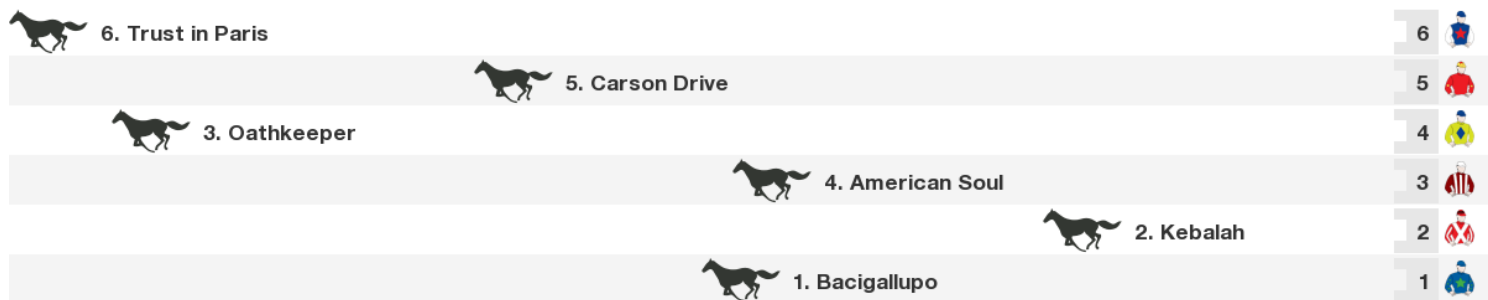 6. Trust in Paris 6
5. Carson Drive 5
3. Oathkeeper 4
4. American Soul 3
2. Kebalah 2
1. Bacigallupo 1